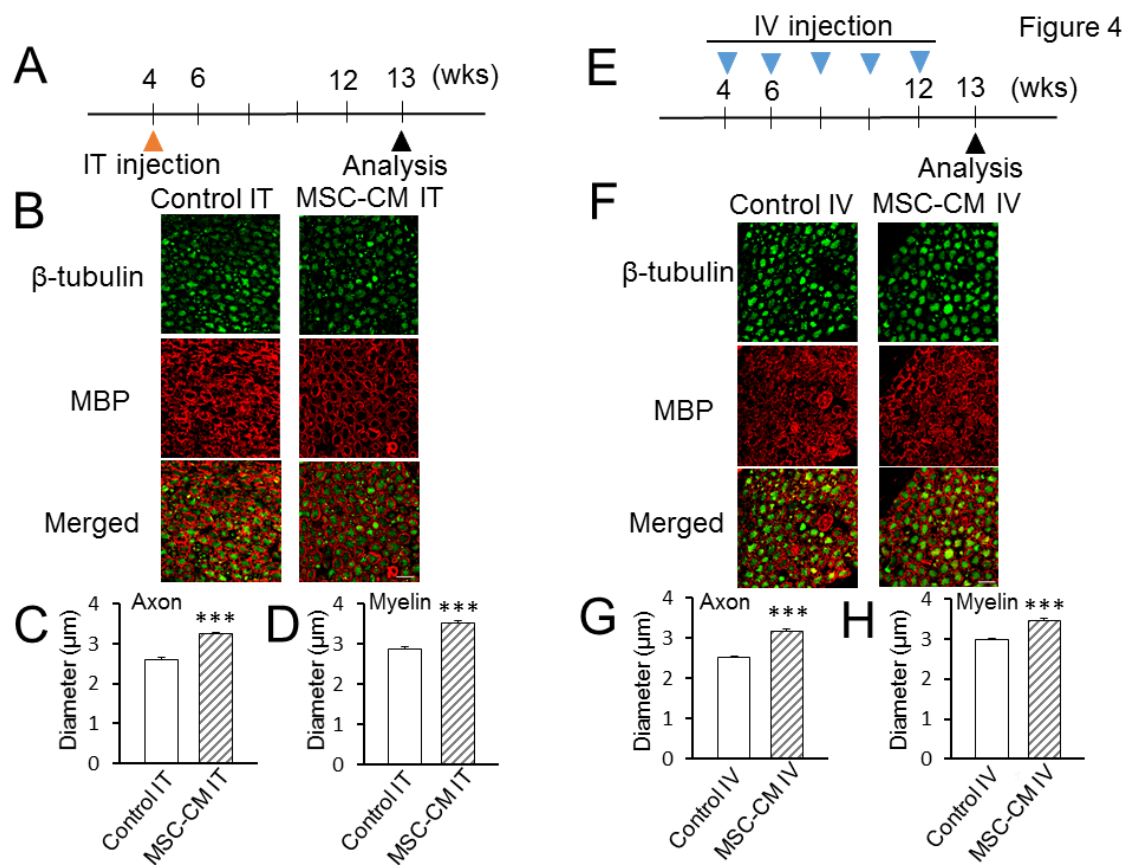 Figure 4
A
4 6 12 13 (wks)
IT injection
Analysis
B
Control IT MSC-CM IT
β-tubulin
MBP
Merged
C
Axon
***
Diameter (μm)
4
3
2
1
0
Control IT
MSC-CM IT
D
Myelin
***
Diameter (μm)
4
3
2
1
0
Control IT
MSC-CM IT
E
IV injection
4 6 12 13 (wks)
Analysis
F
Control IV MSC-CM IV
β-tubulin
MBP
Merged
G
Axon
***
Diameter (μm)
4
3
2
1
0
Control IV
MSC-CM IV
H
Myelin
***
Diameter (μm)
4
3
2
1
0
Control IV
MSC-CM IV